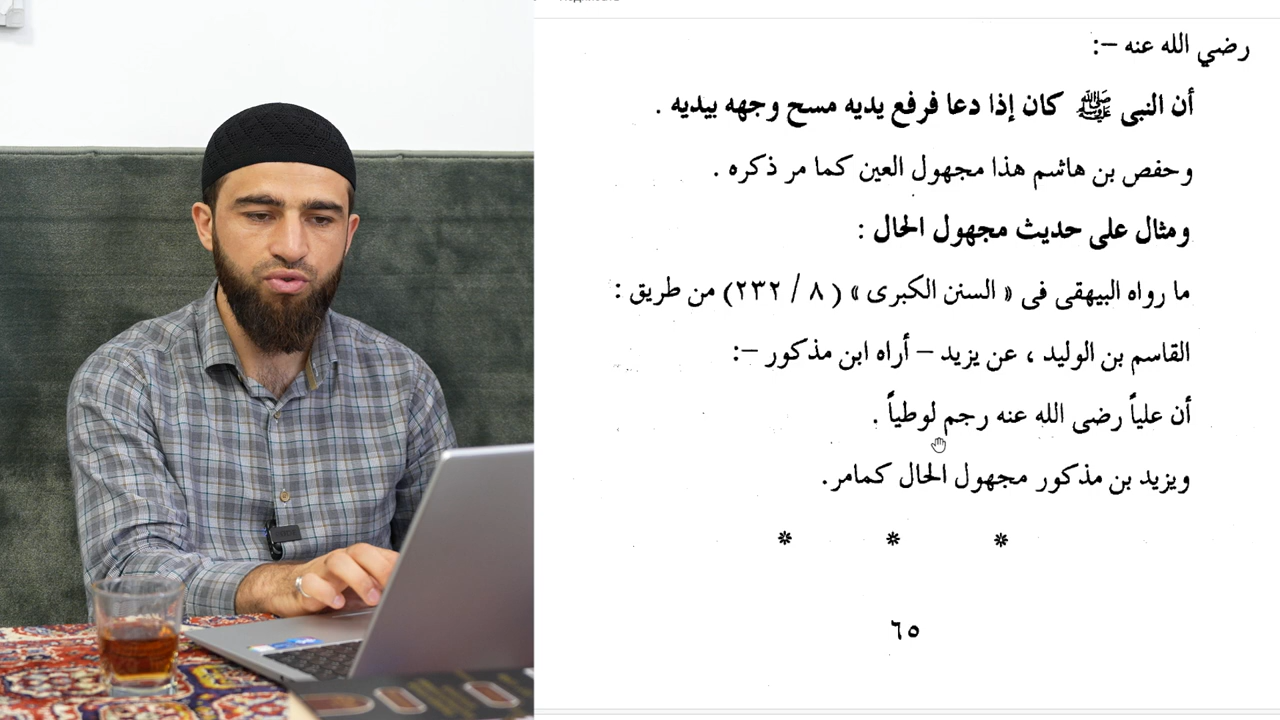 رضي الله عنه –:
أن النبى ﷺ كان إذا دعا فرفع يديه مسح وجهه بيديه .
وحفص بن هاشم هذا مجهول العين كما مر ذكره .
ومثال على حديث مجهول الحال :
ما رواه البيهقى فى « السنن الكبرى » ( ٨ / ٢٣٢ ) من طريق :
القاسم بن الوليد ، عن يزيد – أراه ابن مذكور –:
أن علياً رضى الله عنه رجم لوطياً .
ويزيد بن مذكور مجهول الحال كمامر.
* * *
٦٥